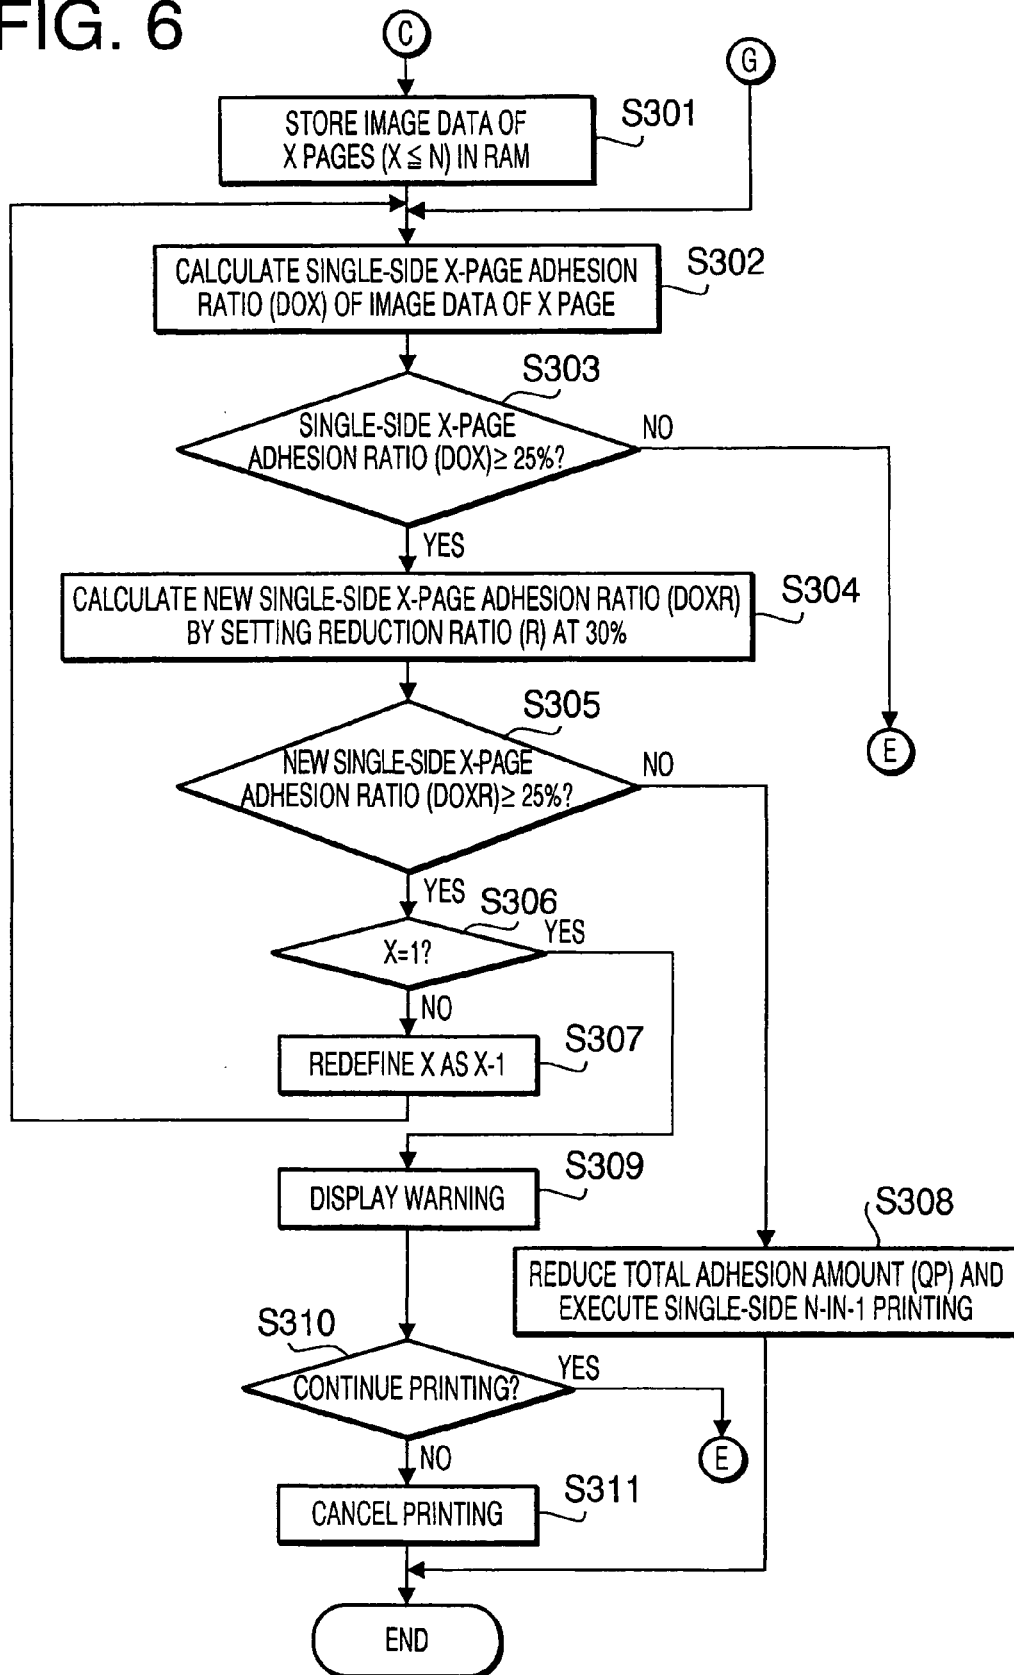 FIG. 6
C
G
S301
STORE IMAGE DATA OF
X PAGES (X ≦ N) IN RAM
S302
CALCULATE SINGLE-SIDE X-PAGE ADHESION
RATIO (DOX) OF IMAGE DATA OF X PAGE
S303
SINGLE-SIDE X-PAGE
ADHESION RATIO (DOX) ≥ 25%?
NO
YES
S304
CALCULATE NEW SINGLE-SIDE X-PAGE ADHESION RATIO (DOXR)
BY SETTING REDUCTION RATIO (R) AT 30%
S305
NEW SINGLE-SIDE X-PAGE
ADHESION RATIO (DOXR) ≥ 25%?
NO
E
YES
S306
X=1?
YES
NO
S307
REDEFINE X AS X-1
S309
DISPLAY WARNING
S308
REDUCE TOTAL ADHESION AMOUNT (QP) AND
EXECUTE SINGLE-SIDE N-IN-1 PRINTING
S310
CONTINUE PRINTING?
YES
E
NO
S311
CANCEL PRINTING
END